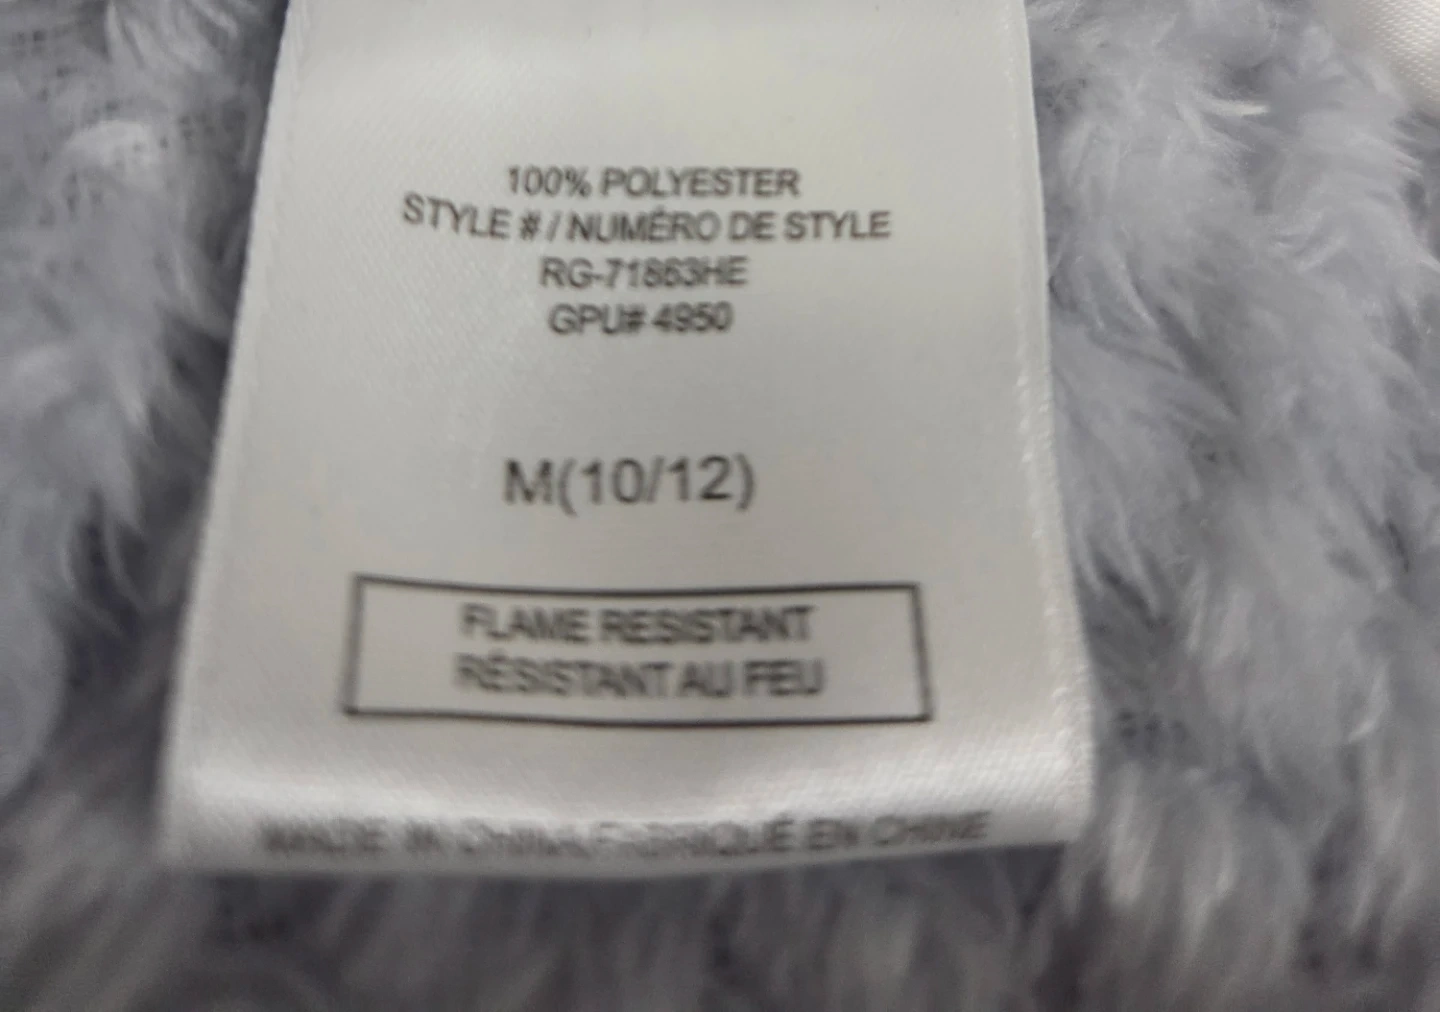 100% POLYESTER
STYLE # / NUMÉRO DE STYLE
RG-71863HE
GPU# 4950
M(10/12)
FLAME RESISTANT
RÉSISTANT AU FEU
MADE IN CHINA/FABRIQUÉ EN CHINE